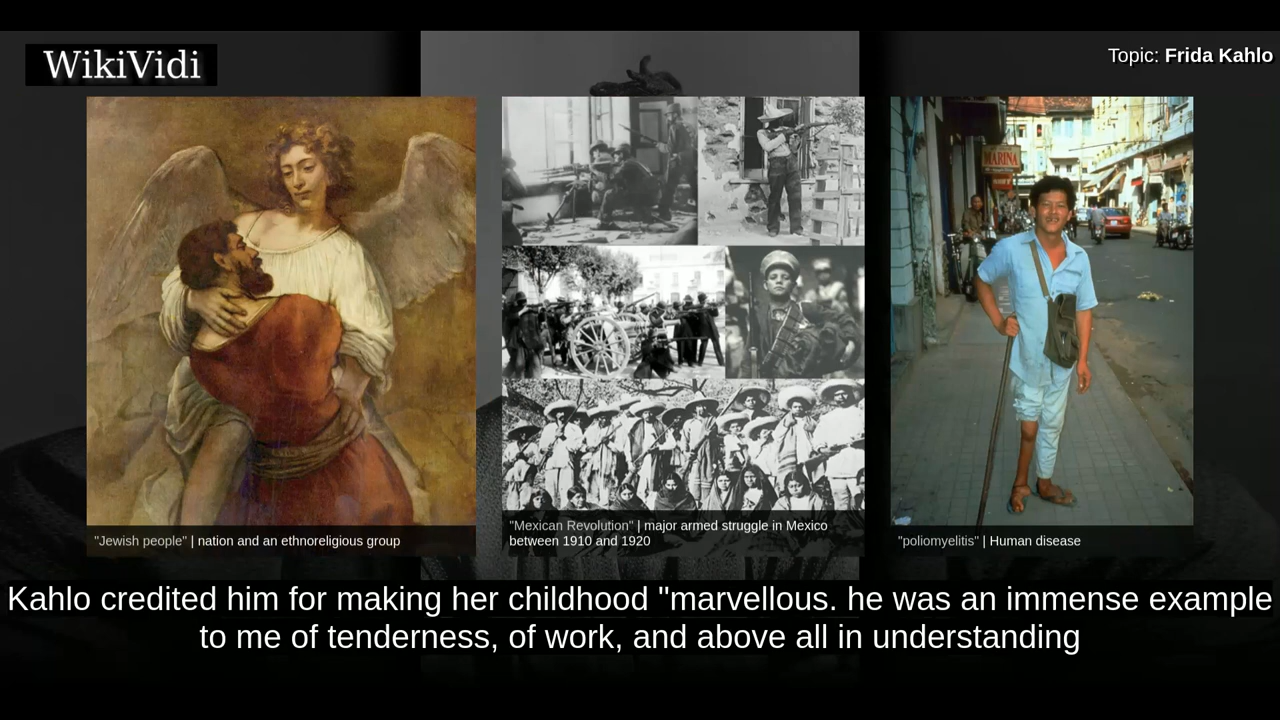 WikiVidi
Topic: Frida Kahlo
MARINA
"Jewish people" | nation and an ethnoreligious group
"Mexican Revolution" | major armed struggle in Mexico
between 1910 and 1920
"poliomyelitis" | Human disease
Kahlo credited him for making her childhood "marvellous. he was an immense example
to me of tenderness, of work, and above all in understanding